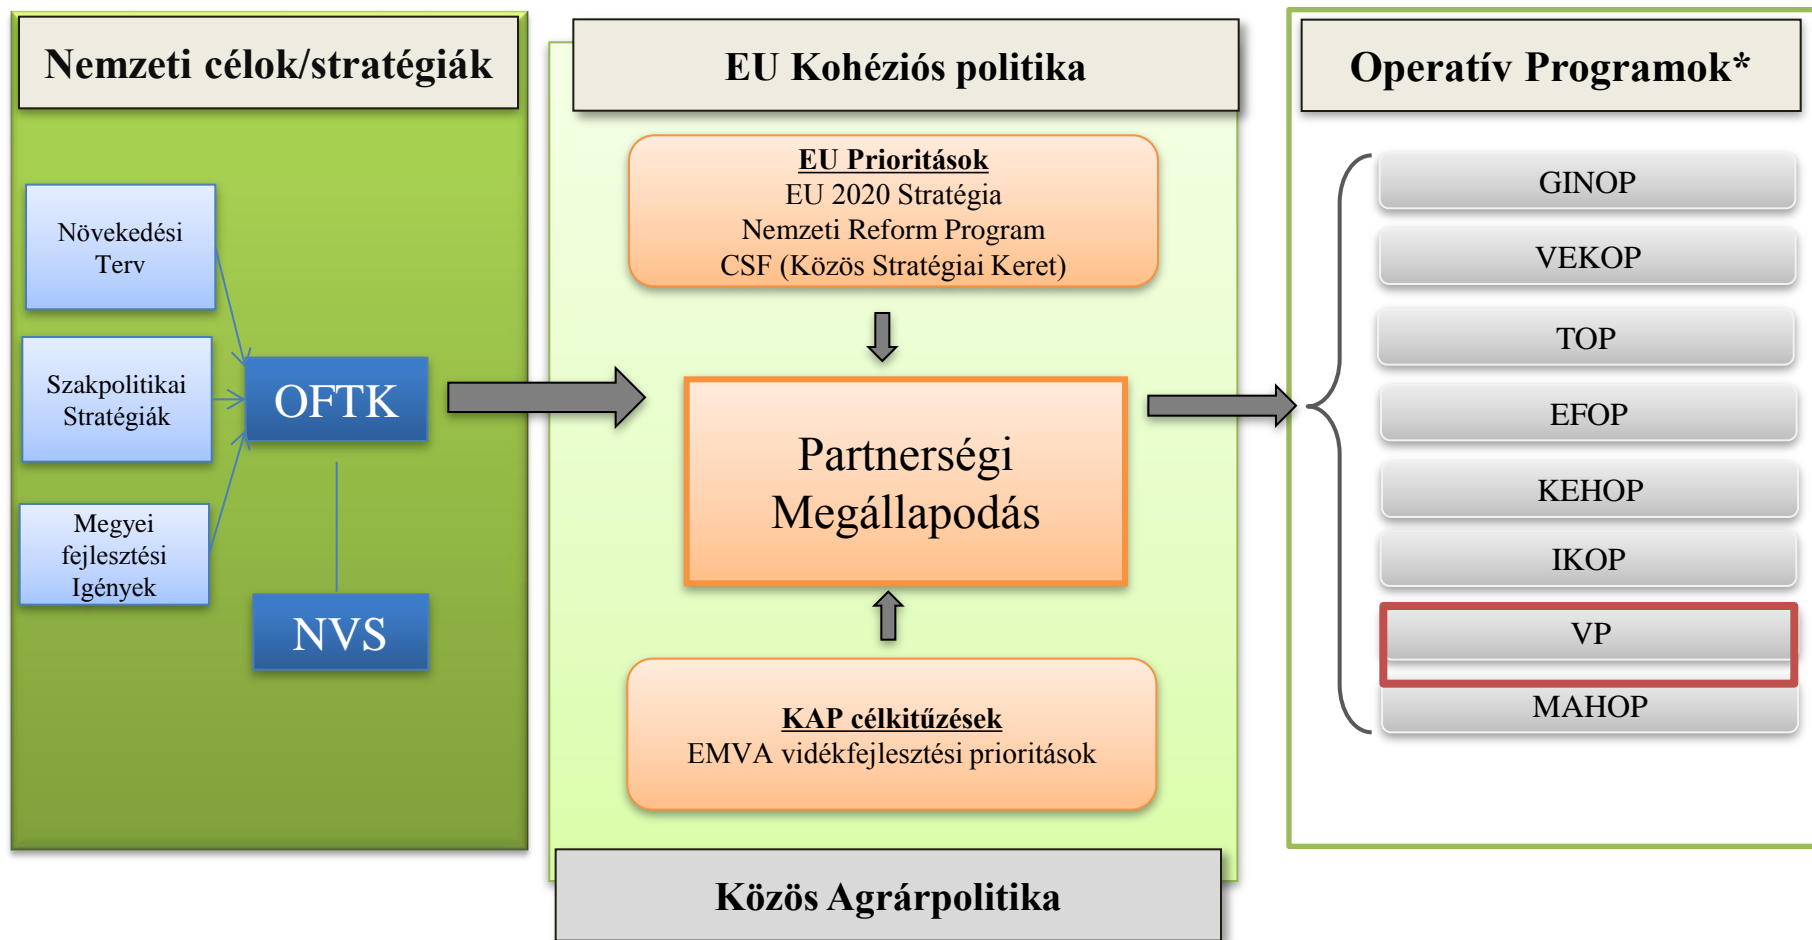 Nemzeti célok/stratégiák
Növekedési
Terv
Szakpolitikai
Stratégiák
Megyei
fejlesztési
Igények
OFTK
NVS
EU Kohéziós politika
EU Prioritások
EU 2020 Stratégia
Nemzeti Reform Program
CSF (Közös Stratégiai Keret)
Partnerségi
Megállapodás
KAP célkitűzések
EMVA vidékfejlesztési prioritások
Közös Agrárpolitika
Operatív Programok*
GINOP
VEKOP
TOP
EFOP
KEHOP
IKOP
VP
MAHOP